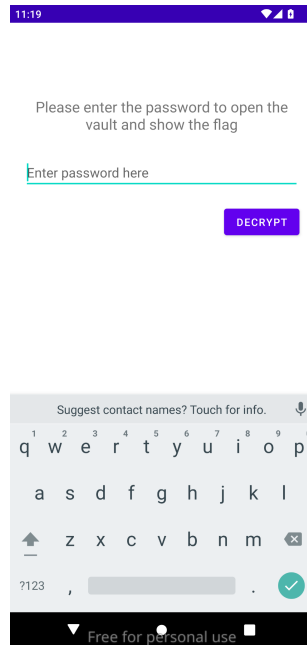 11:19
Please enter the password to open the
vault and show the flag
Enter password here
DECRYPT
Suggest contact names? Touch for info.
1 2 3 4 5 6 7 8 9
q w e r t y u i o p
a s d f g h j k l
z x c v b n m
?123 , .
Free for personal use